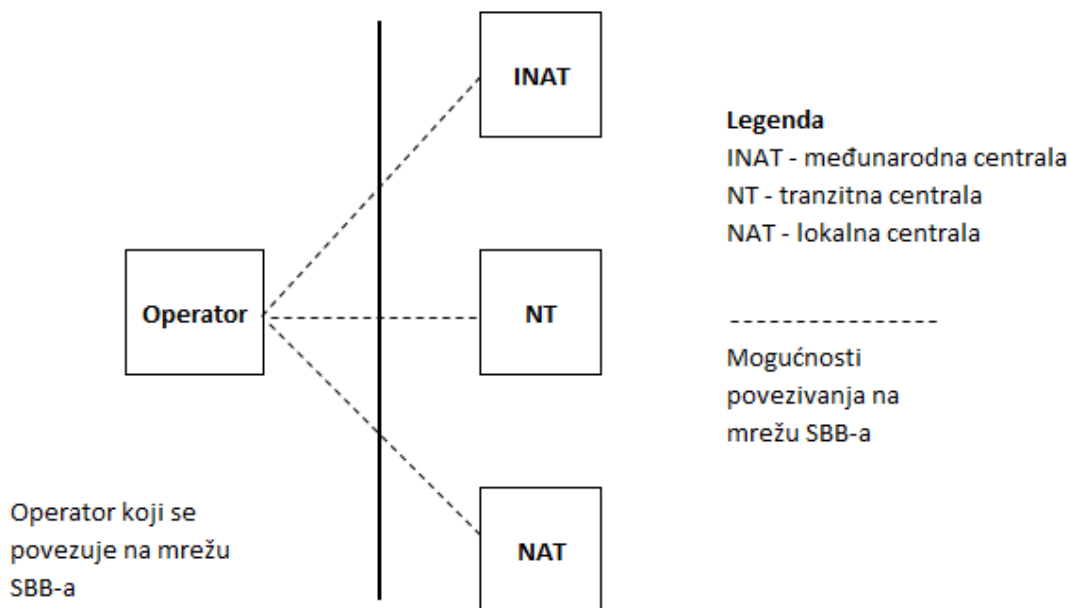 INAT
Legenda
INAT - međunarodna centrala
NT - tranzitna centrala
NAT - lokalna centrala
Operator
NT
Mogućnosti
povezivanja na
mrežu SBB-a
Operator koji se
povezuje na mrežu
SBB-a
NAT